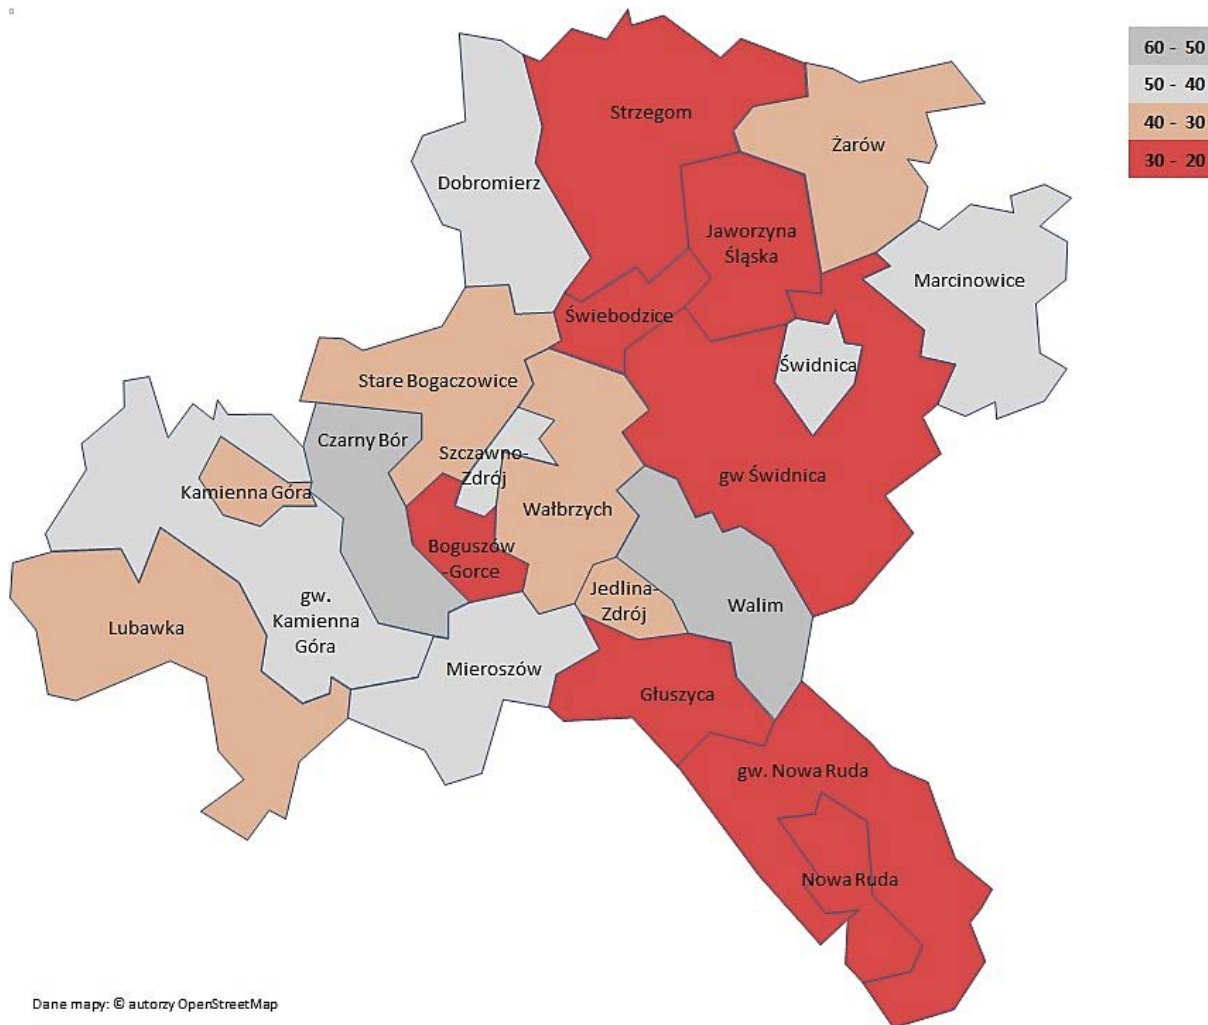 60 - 50
50 - 40
40 - 30
30 - 20
Strzegom
Żarów
Dobromierz
Jaworzyna
Śląska
Marcinowice
Świebodzice
Świdnica
Stare Bogaczowice
Czarny Bór
Szczawno-
Zdrój
gw Świdnica
Kamienna Góra
Wałbrzych
Boguszów
-Gorce
Jedlina-
Zdrój
Walim
gw.
Kamienna
Góra
Lubawka
Mieroszów
Głuszyca
gw. Nowa Ruda
Nowa Ruda
Dane mapy: © autorzy OpenStreetMap